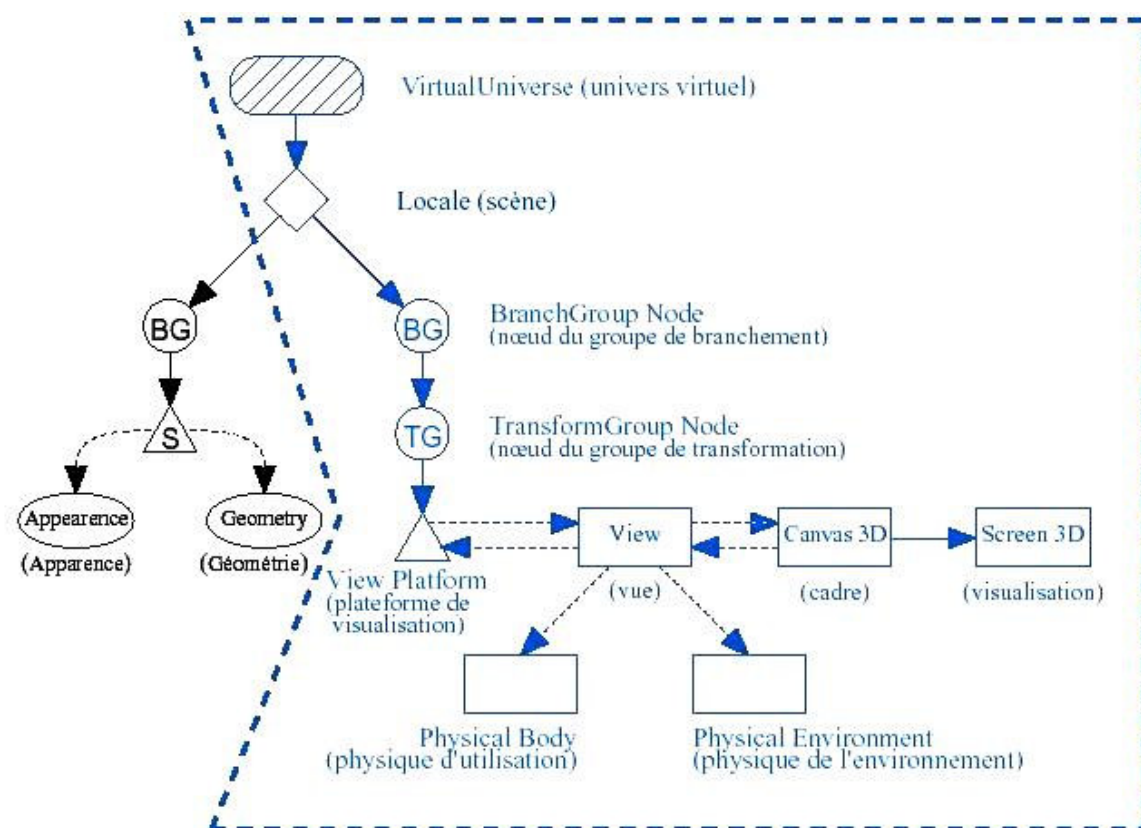 VirtualUniverse (univers virtuel)
Locale (scène)
BG
BG
BranchGroup Node
(nœud du groupe de branchement)
S
TG
TransformGroup Node
(nœud du groupe de transformation)
Appearence
(Apparence)
Geometry
(Géométrie)
View Platform
(plateforme de
visualisation)
View
(vue)
Canvas 3D
(cadre)
Screen 3D
(visualisation)
Physical Body
(physique d'utilisation)
Physical Environment
(physique de l'environnement)